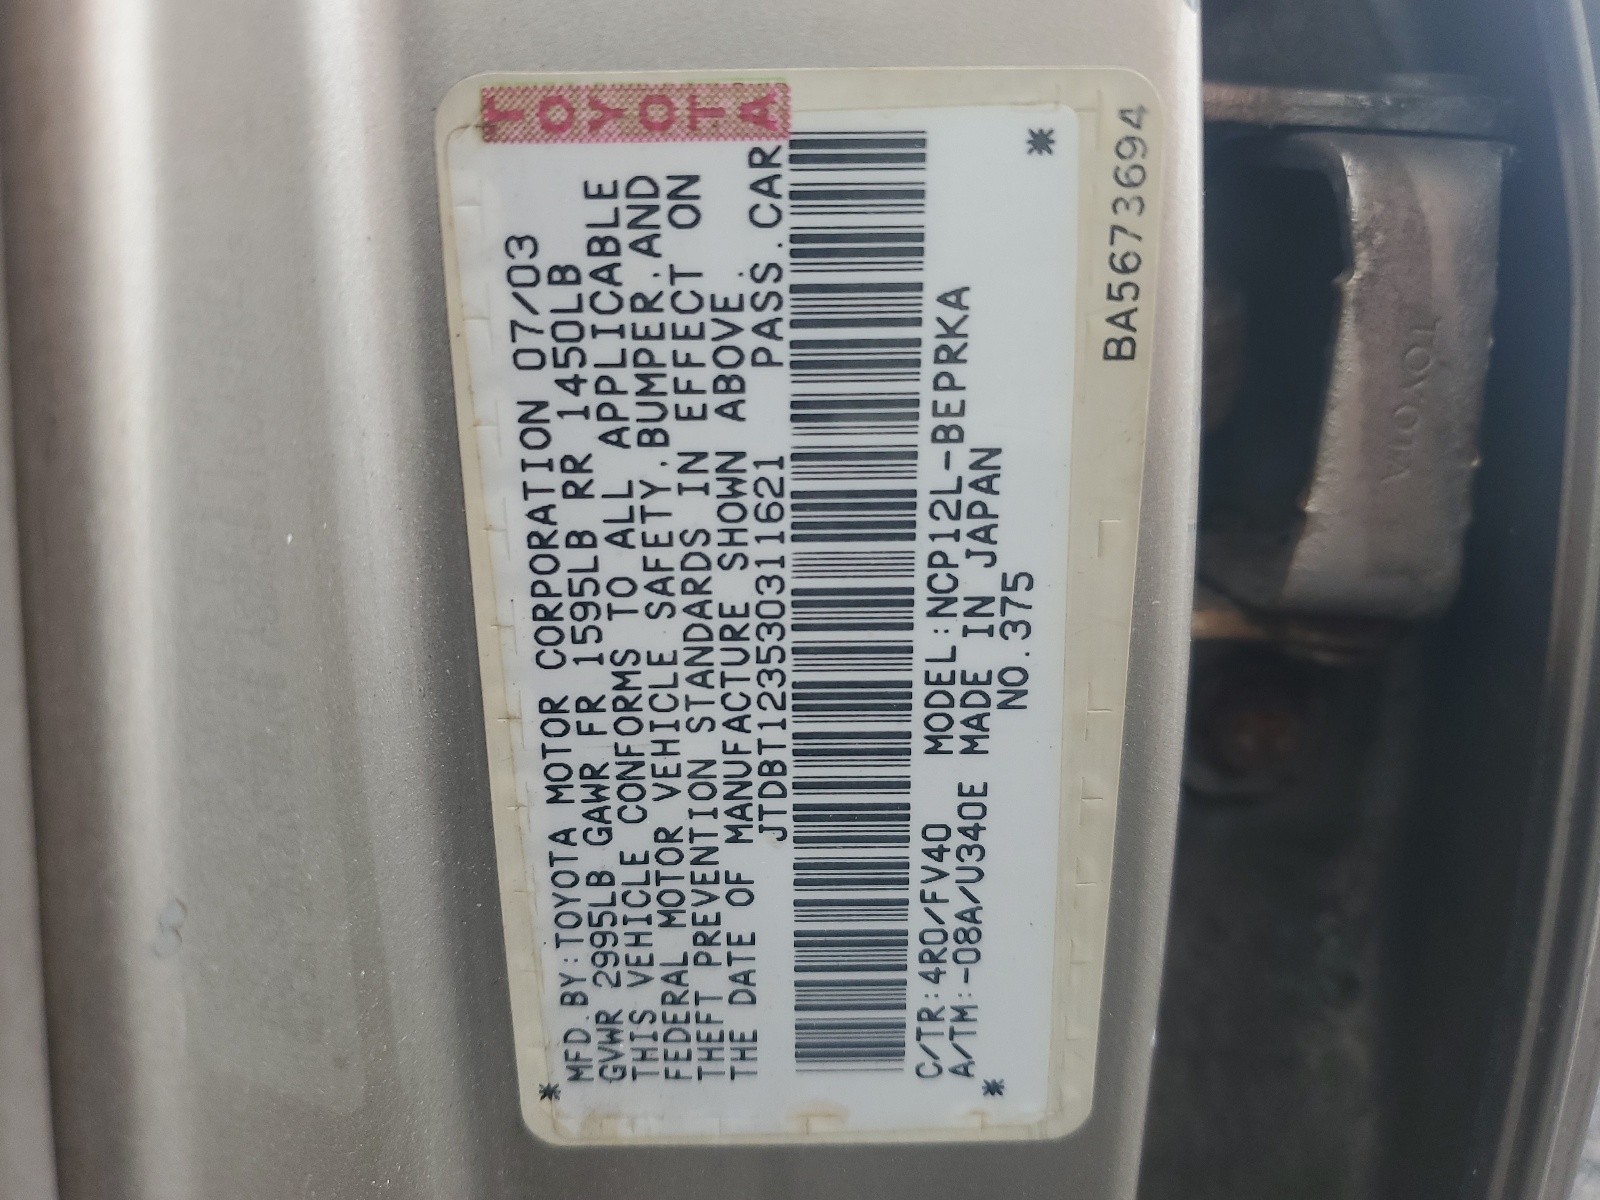 TOYOTA
MFD.BY:TOYOTA MOTOR CORPORATION 07/03
GVWR 2995LB GAWR FR 1595LB RR 1450LB
THIS VEHICLE CONFORMS TO ALL APPLICABLE
FEDERAL MOTOR VEHICLE SAFETY,BUMPER,AND
THEFT PREVENTION STANDARDS IN EFFECT ON
THE DATE OF MANUFACTURE SHOWN ABOVE.
JTDBT123530311621 PASS.CAR
C/TR:4R0/FV40 MODEL:NCP12L-BEPRKA
A/TM:-08A/U340E MADE IN JAPAN
NO.375
BA5673694
TOYOTA